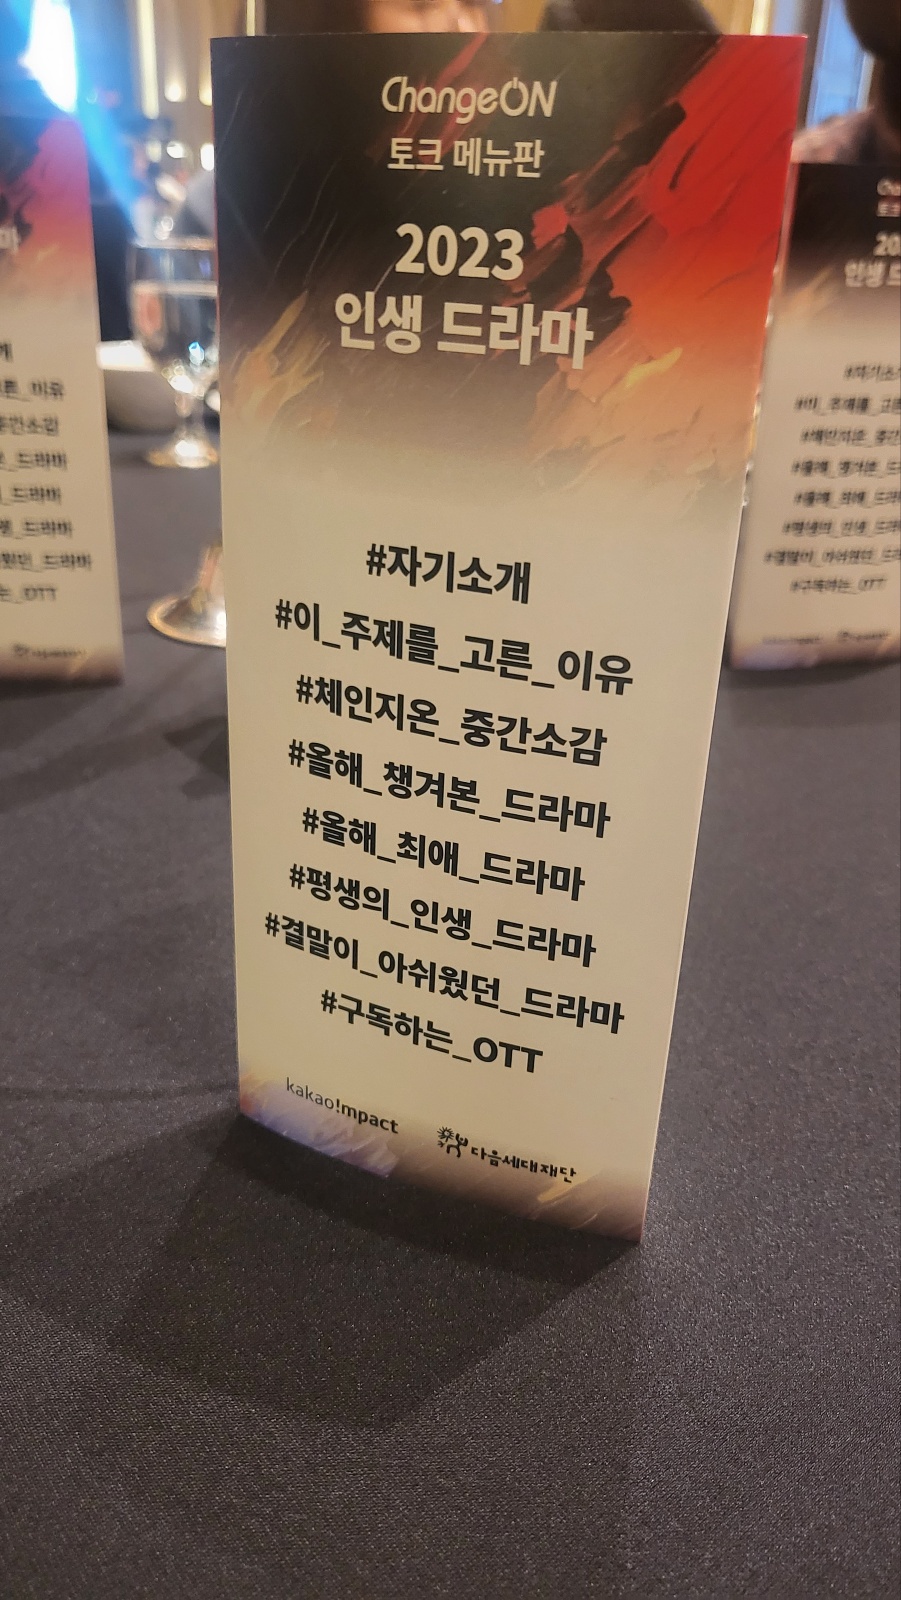 ChangeON
토크 메뉴판
2023
인생 드라마
#자기소개
#이_주제를_고른_이유
#체인지온_중간소감
#올해_챙겨본_드라마
#올해_최애_드라마
#평생의_인생_드라마
#결말이_아쉬웠던_드라마
#구독하는_OTT
kakao!mpact
다음세대재단